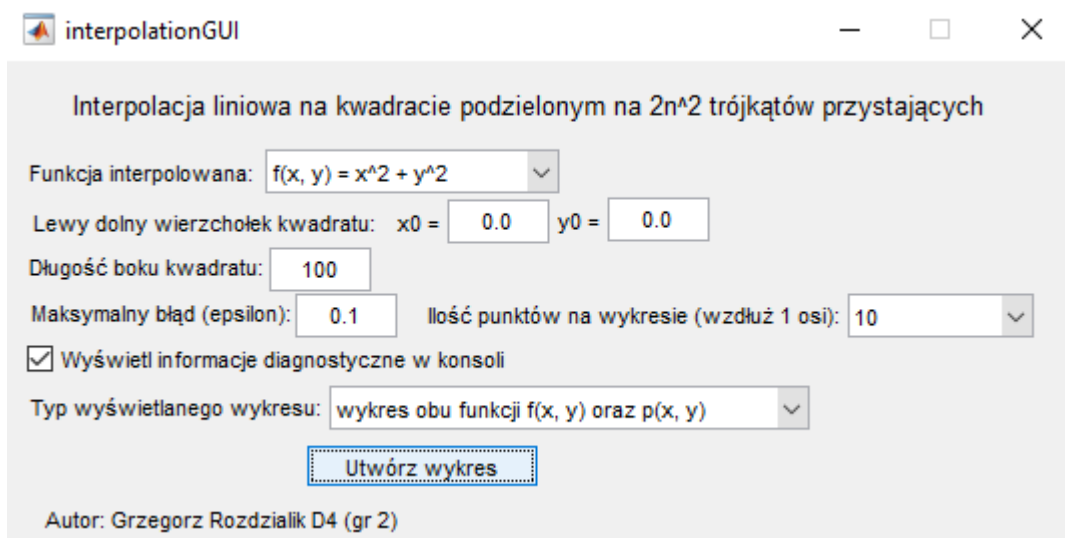 interpolationGUI
Interpolacja liniowa na kwadracie podzielonym na 2n^2 trójkątów przystających
Funkcja interpolowana: f(x, y) = x^2 + y^2
Lewy dolny wierzchołek kwadratu: x0 = 0.0 y0 = 0.0
Długość boku kwadratu: 100
Maksymalny błąd (epsilon): 0.1 Ilość punktów na wykresie (wzdłuż 1 osi): 10
Wyświetl informacje diagnostyczne w konsoli
Typ wyświetlanego wykresu: wykres obu funkcji f(x, y) oraz p(x, y)
Utwórz wykres
Autor: Grzegorz Rozdzialik D4 (gr 2)